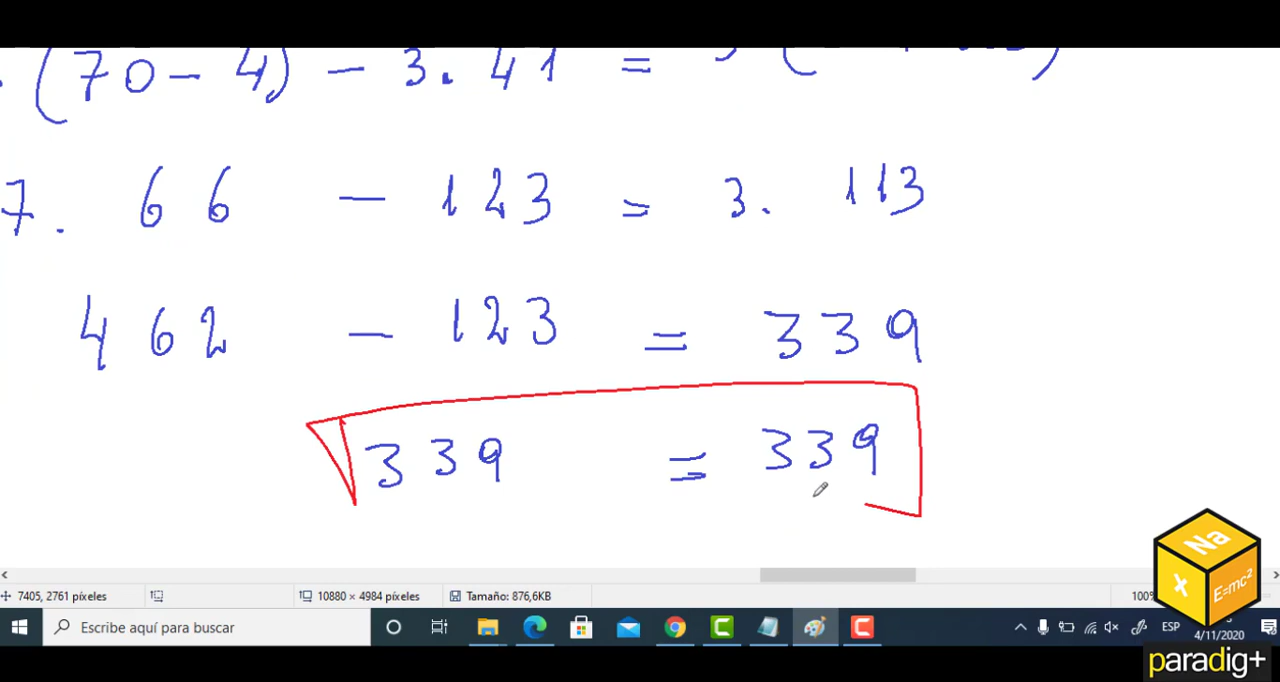 (70 - 4) - 3. 41 =
7. 66 - 123 = 3. 113
462 - 123 = 339
339 = 339
7405, 2761 píxeles
10880 × 4984 píxeles
Tamaño: 876,6KB
100%
Escribe aquí para buscar
ESP
4/11/2020
Na
X
E=mc²
paradig+